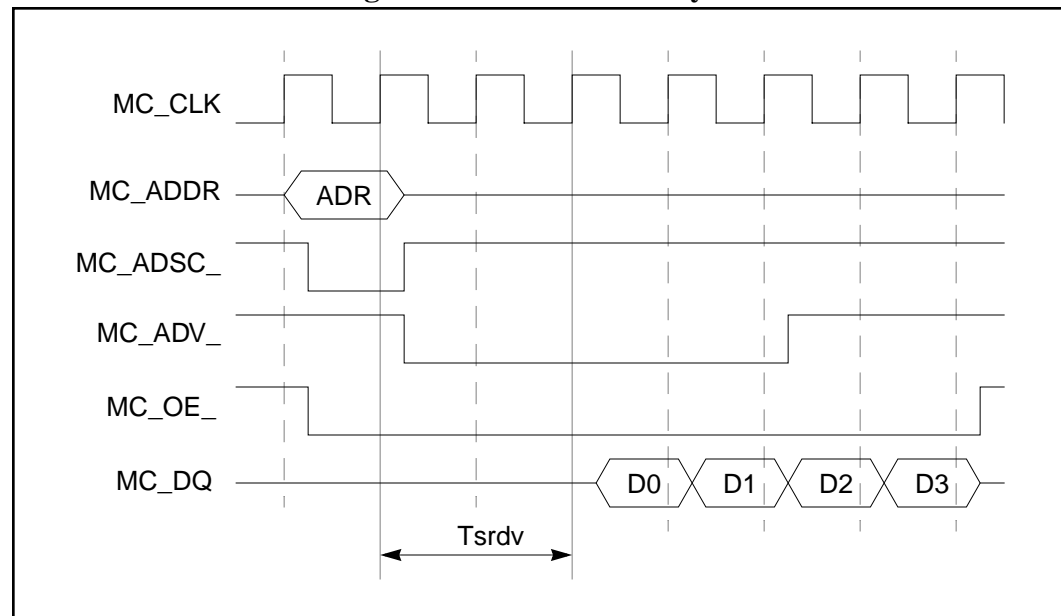 MC_CLK
MC_ADDR
ADR
MC_ADSC_
MC_ADV_
MC_OE_
MC_DQ
D0
D1
D2
D3
Tsrdv